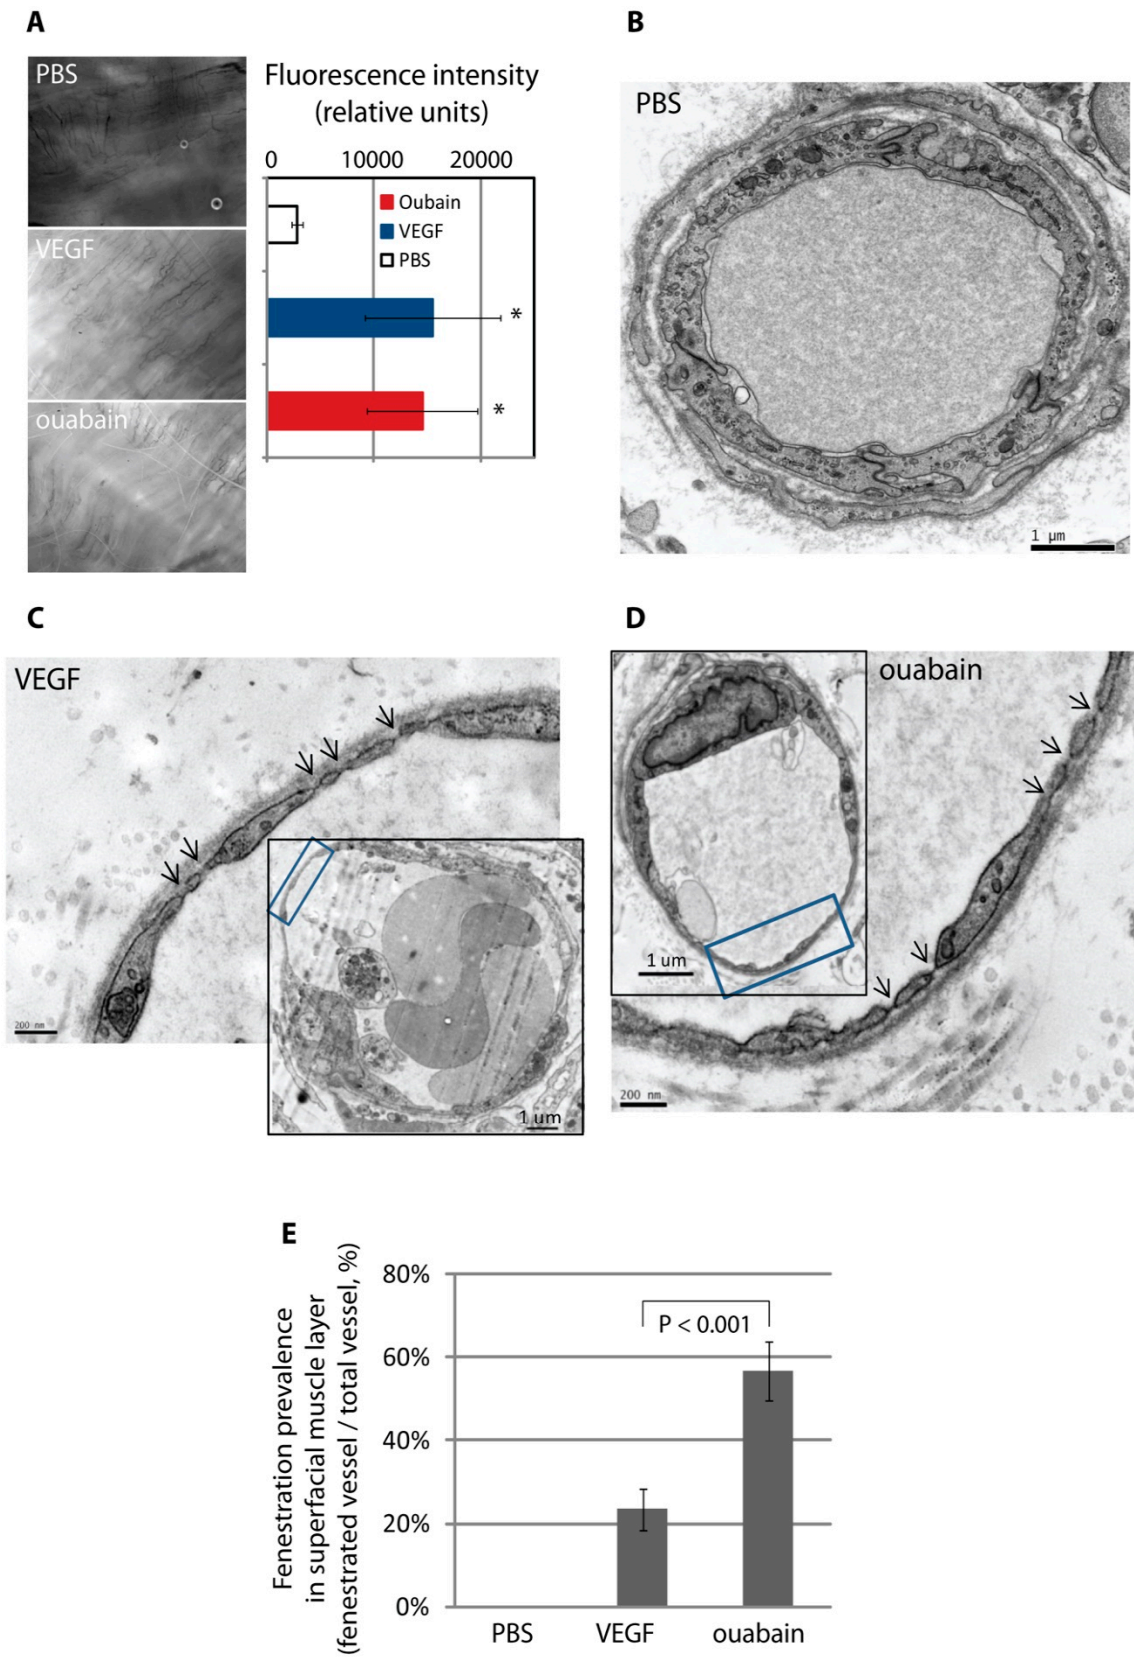 A
PBS
VEGF
ouabain
Fluorescence intensity
(relative units)
0 10000 20000
Oubain
VEGF
PBS
*
*
B
PBS
1 µm
C
VEGF
200 nm
1 um
D
ouabain
1 um
200 nm
E
Fenestration prevalence
in superfacial muscle layer
(fenestrated vessel / total vessel, %)
80%
60%
40%
20%
0%
P < 0.001
PBS VEGF ouabain